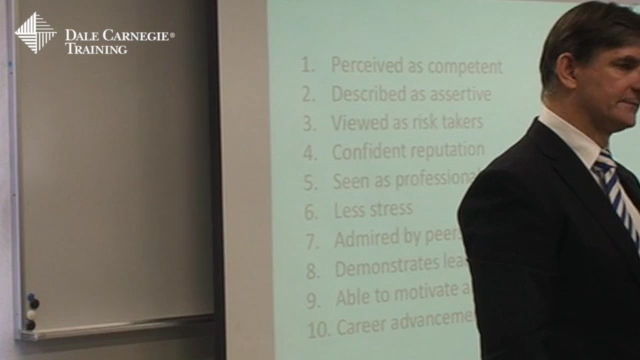 DALE CARNEGIE®
TRAINING
1. Perceived as competent
2. Described as assertive
3. Viewed as risk takers
4. Confident reputation
5. Seen as professional
6. Less stress
7. Admired by peers
8. Demonstrates
9. Able to motivate
10. Career